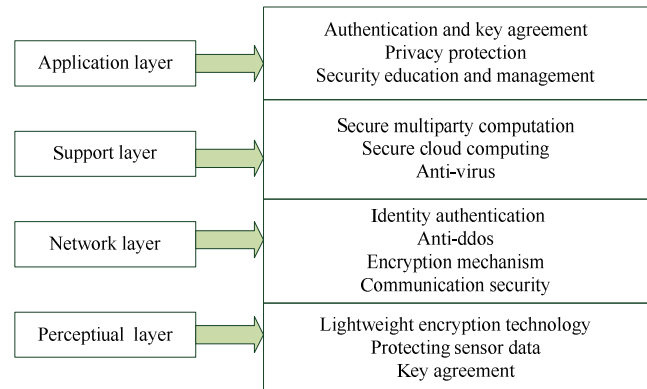 Application layer
Authentication and key agreement
Privacy protection
Security education and management
Support layer
Secure multiparty computation
Secure cloud computing
Anti-virus
Network layer
Identity authentication
Anti-ddos
Encryption mechanism
Communication security
Perceptiual layer
Lightweight encryption technology
Protecting sensor data
Key agreement